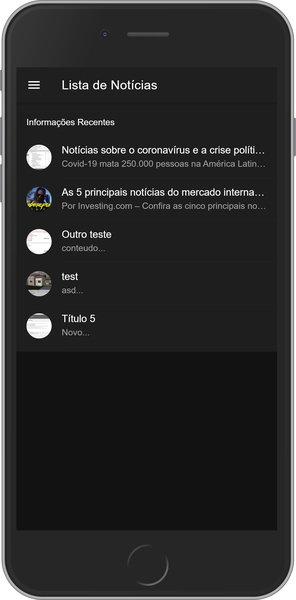 Lista de Notícias
Informações Recentes
Notícias sobre o coronavírus e a crise políti…
Covid-19 mata 250.000 pessoas na América Latin…
As 5 principais notícias do mercado interna…
Por Investing.com – Confira as cinco principais no…
Outro teste
conteudo...
test
asd...
Título 5
Novo...